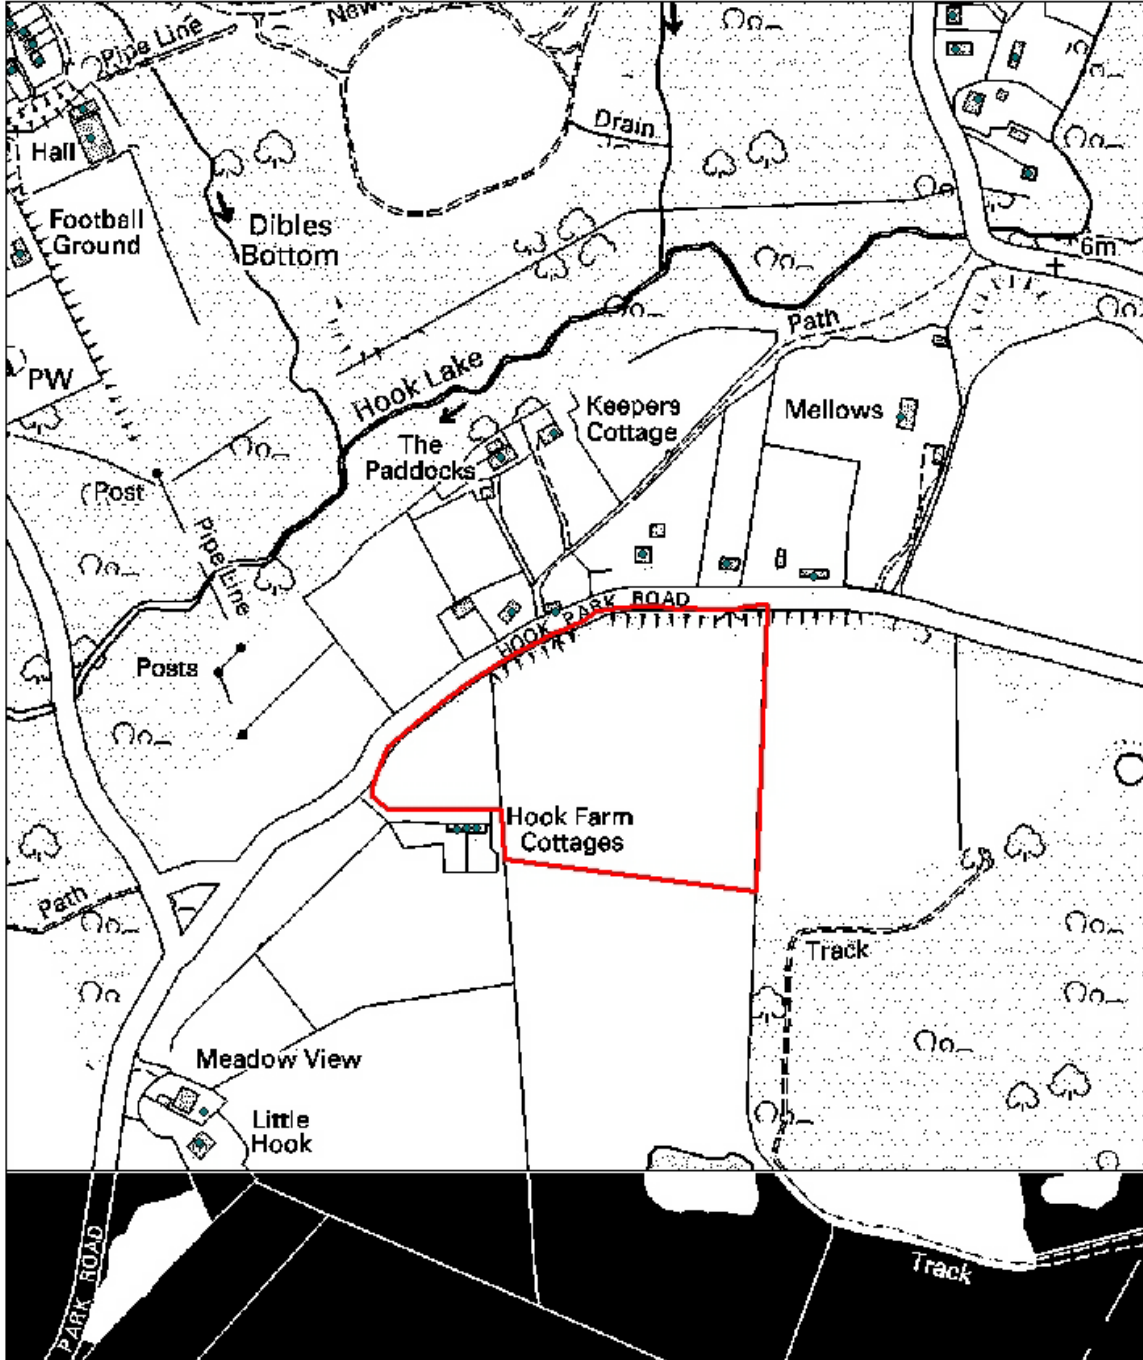 Pipe Line
Drain
Hall
Football
Ground
Dibles
Bottom
6m
Path
Hook Lake
PW
Keepers
Cottage
Mellows
The
Paddocks
Post
Pipe Line
HOOK PARK ROAD
Posts
Hook Farm
Cottages
Path
Track
Meadow View
Little
Hook
PARK ROAD
Track